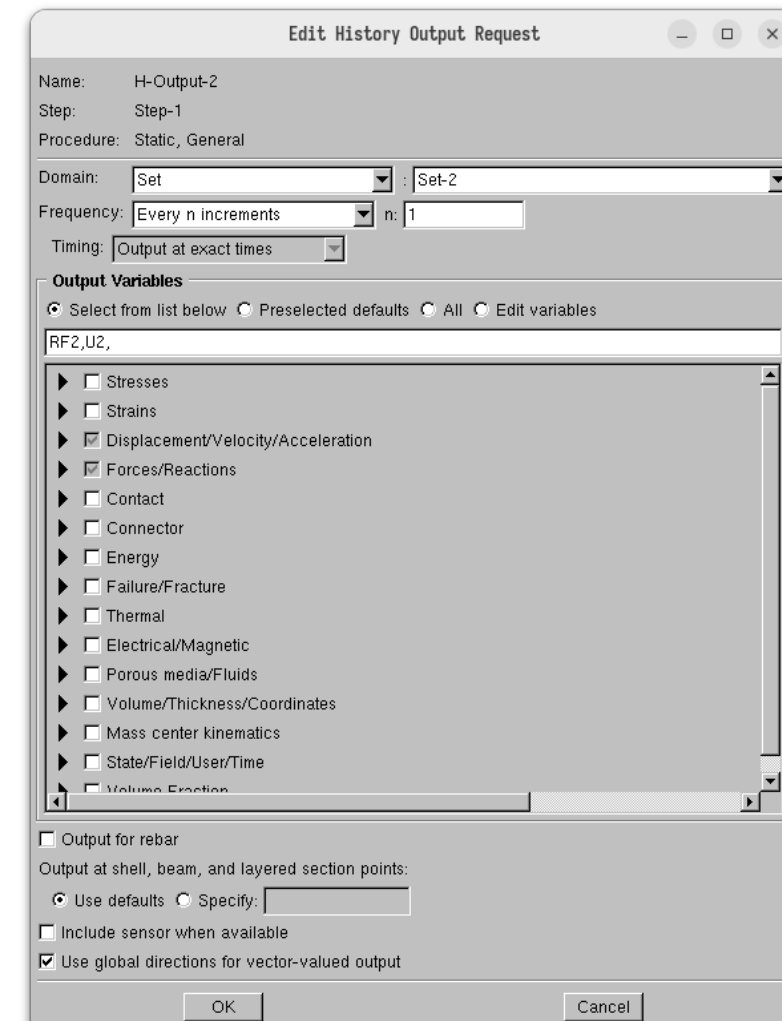 Edit History Output Request
Name: H-Output-2
Step: Step-1
Procedure: Static, General
Domain: Set : Set-2
Frequency: Every n increments n: 1
Timing: Output at exact times
Output Variables
Select from list below Preselected defaults All Edit variables
RF2,U2,
Stresses
Strains
Displacement/Velocity/Acceleration
Forces/Reactions
Contact
Connector
Energy
Failure/Fracture
Thermal
Electrical/Magnetic
Porous media/Fluids
Volume/Thickness/Coordinates
Mass center kinematics
State/Field/User/Time
Volume Fraction
Output for rebar
Output at shell, beam, and layered section points:
Use defaults Specify:
Include sensor when available
Use global directions for vector-valued output
OK Cancel